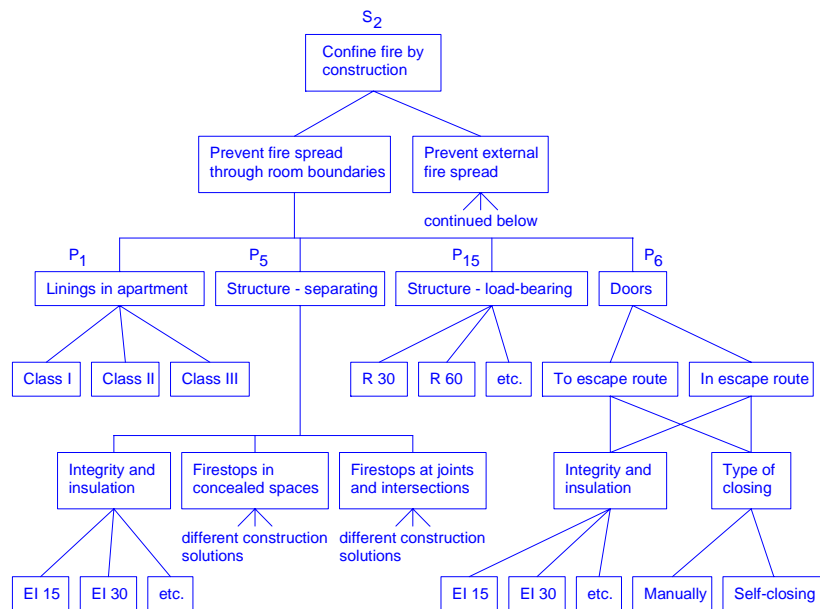 S2
Confine fire by
construction
Prevent fire spread
through room boundaries
Prevent external
fire spread
continued below
P1
P5
P15
P6
Linings in apartment
Structure - separating
Structure - load-bearing
Doors
Class I
Class II
Class III
R 30
R 60
etc.
To escape route
In escape route
Integrity and
insulation
Firestops in
concealed spaces
Firestops at joints
and intersections
Integrity and
insulation
Type of
closing
different construction
solutions
different construction
solutions
EI 15
EI 30
etc.
EI 15
EI 30
etc.
Manually
Self-closing